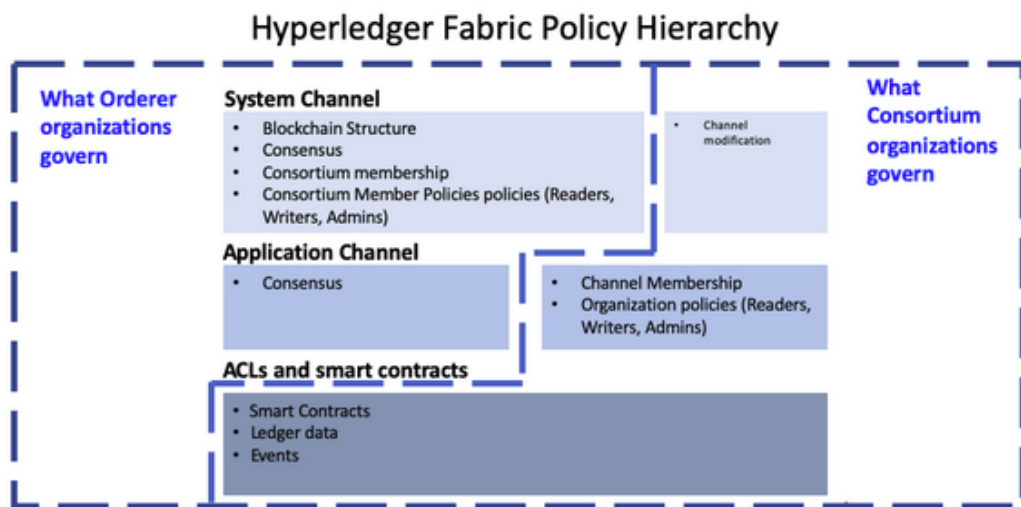 Hyperledger Fabric Policy Hierarchy
What Orderer
organizations
govern
System Channel
• Blockchain Structure
• Consensus
• Consortium membership
• Consortium Member Policies policies (Readers,
Writers, Admins)
• Channel
modification
What
Consortium
organizations
govern
Application Channel
• Consensus
• Channel Membership
• Organization policies (Readers,
Writers, Admins)
ACLs and smart contracts
• Smart Contracts
• Ledger data
• Events